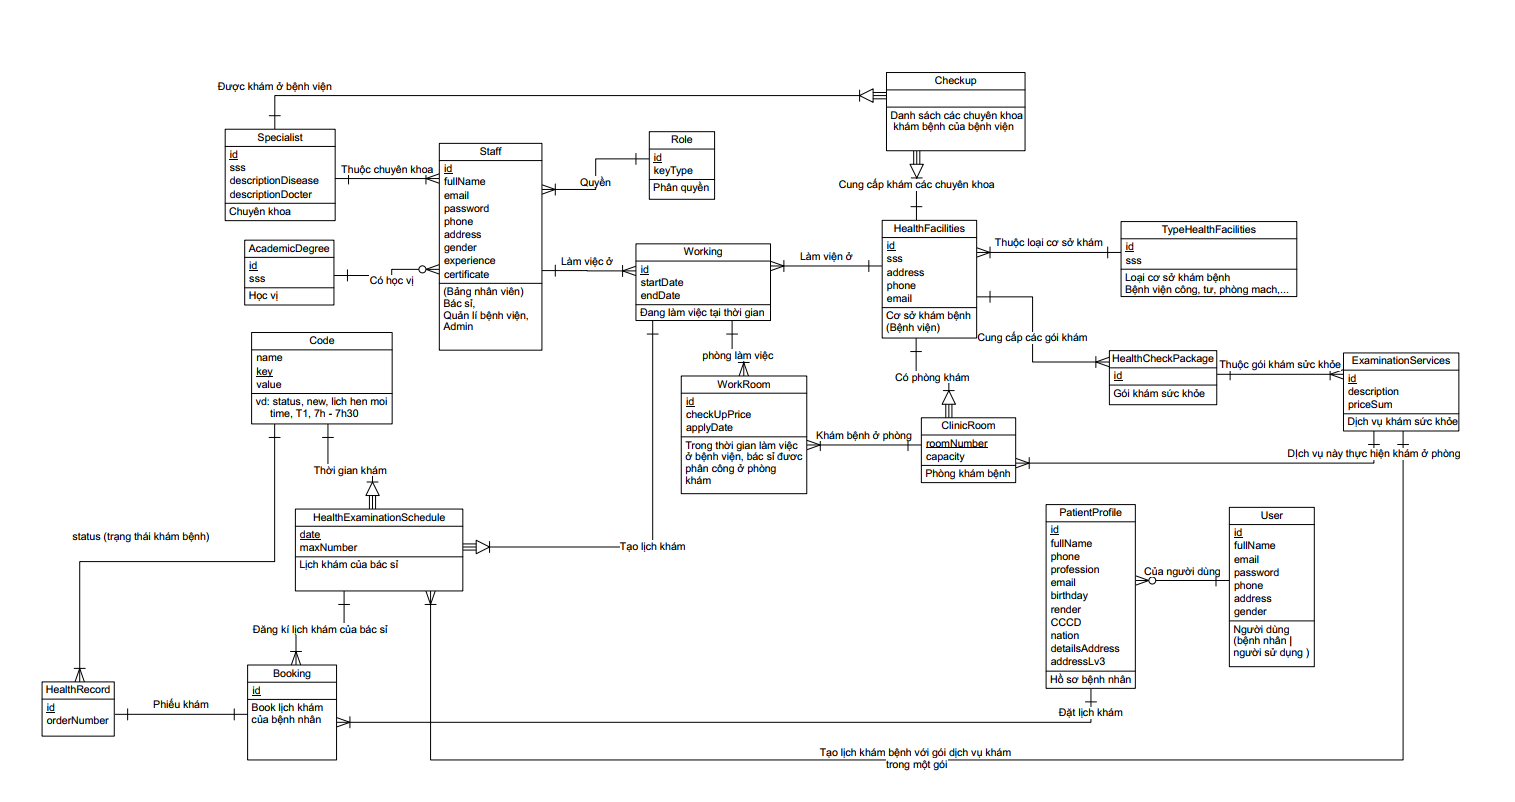 Được khám ở bệnh viện
Checkup
Danh sách các chuyên khoa
khám bệnh của bệnh viện
Specialist
id
sss
descriptionDisease
descriptionDocter
Chuyên khoa
Thuộc chuyên khoa
Staff
id
fullName
email
password
phone
address
gender
experience
certificate
(Bảng nhân viên)
Bác sĩ,
Quản lí bệnh viện,
Admin
Role
id
keyType
Phân quyền
Quyền
Cung cấp khám các chuyên khoa
HealthFacilities
id
sss
address
phone
email
Cơ sở khám bệnh
(Bệnh viện)
Thuộc loại cơ sở khám
TypeHealthFacilities
id
sss
Loại cơ sở khám bệnh
Bệnh viện công, tư, phòng mach,...
AcademicDegree
id
sss
Học vị
Có học vị
Làm việc ở
Working
id
startDate
endDate
Đang làm việc tại thời gian
Làm viện ở
Cung cấp các gói khám
Code
name
key
value
vd: status, new, lich hen moi
time, T1, 7h - 7h30
phòng làm việc
WorkRoom
id
checkUpPrice
applyDate
Trong thời gian làm việc
ở bệnh viện, bác sĩ đươc
phân công ở phòng
khám
Có phòng khám
HealthCheckPackage
id
Gói khám sức khỏe
Thuộc gói khám sức khỏe
ExaminationServices
id
description
priceSum
Dịch vụ khám sức khỏe
Khám bệnh ở phòng
ClinicRoom
roomNumber
capacity
Phòng khám bệnh
Dịch vụ này thực hiện khám ở phòng
Thời gian khám
HealthExaminationSchedule
date
maxNumber
Lịch khám của bác sĩ
Tạo lịch khám
status (trạng thái khám bệnh)
PatientProfile
id
fullName
phone
profession
email
birthday
render
CCCD
nation
detailsAddress
addressLv3
Hồ sơ bệnh nhân
Của người dùng
User
id
fullName
email
password
phone
address
gender
Người dùng
(bệnh nhân |
người sử dụng )
Đăng kí lịch khám của bác sĩ
HealthRecord
id
orderNumber
Phiếu khám
Booking
id
Book lịch khám
của bệnh nhân
Đặt lịch khám
Tạo lịch khám bệnh với gói dịch vụ khám
trong một gói